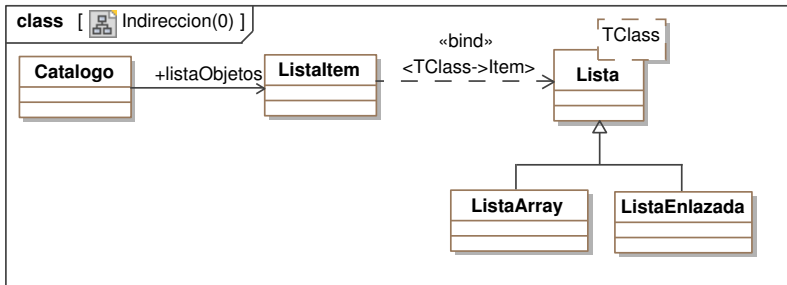 class [ Indireccion(0) ]
TClass
«bind»
<TClass->Item>
Catalogo
+listaObjetos
ListaItem
Lista
ListaArray
ListaEnlazada